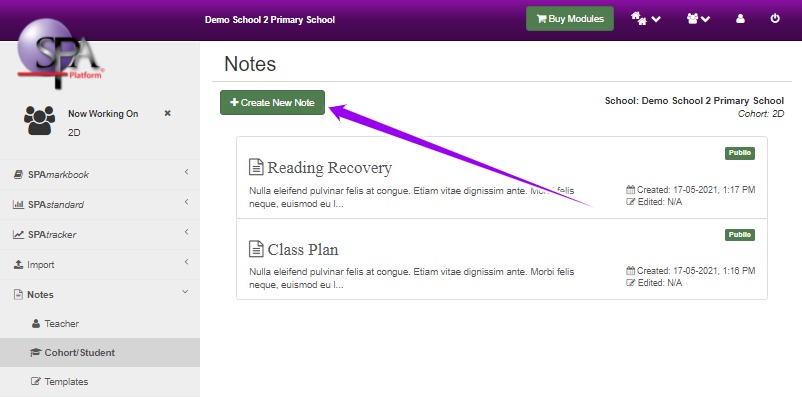 Demo School 2 Primary School
Buy Modules
SPA
Platform
Now Working On
2D
SPAmarkbook
SPAstandard
SPAtracker
Import
Notes
Teacher
Cohort/Student
Templates
Notes
Create New Note
School: Demo School 2 Primary School
Cohort: 2D
Public
Reading Recovery
Nulla eleifend pulvinar felis at congue. Etiam vitae dignissim ante. Morbi felis
neque, euismod eu l...
Created: 17-05-2021, 1:17 PM
Edited: N/A
Public
Class Plan
Nulla eleifend pulvinar felis at congue. Etiam vitae dignissim ante. Morbi felis
neque, euismod eu l...
Created: 17-05-2021, 1:16 PM
Edited: N/A